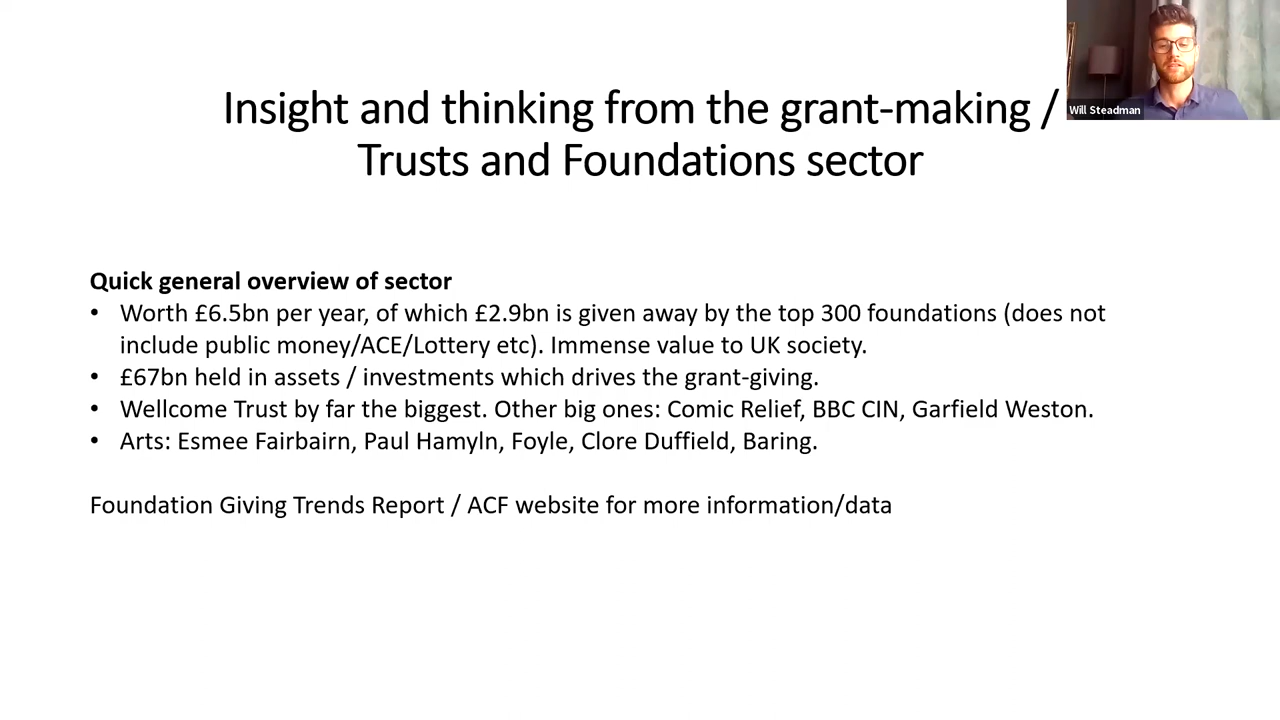 Insight and thinking from the grant-making /
Trusts and Foundations sector
Will Steadman
Quick general overview of sector
• Worth £6.5bn per year, of which £2.9bn is given away by the top 300 foundations (does not
include public money/ACE/Lottery etc). Immense value to UK society.
• £67bn held in assets / investments which drives the grant-giving.
• Wellcome Trust by far the biggest. Other big ones: Comic Relief, BBC CIN, Garfield Weston.
• Arts: Esmee Fairbairn, Paul Hamyln, Foyle, Clore Duffield, Baring.
Foundation Giving Trends Report / ACF website for more information/data